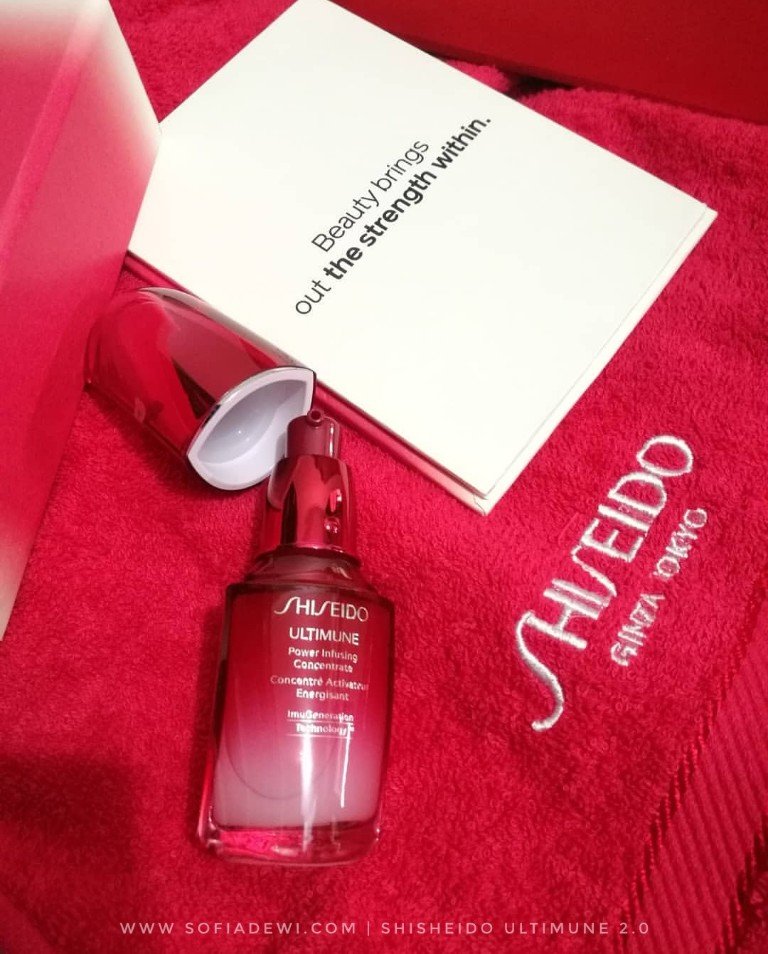 Beauty brings
out the strength within.
SHISEIDO
GINZA TOKYO
SHISEIDO
ULTIMUNE
Power Infusing
Concentrate
Concentré Activateur
Energisant
ImuGeneration
Technology™
WWW.SOFIADEWI.COM | SHISHEIDO ULTIMUNE 2.0